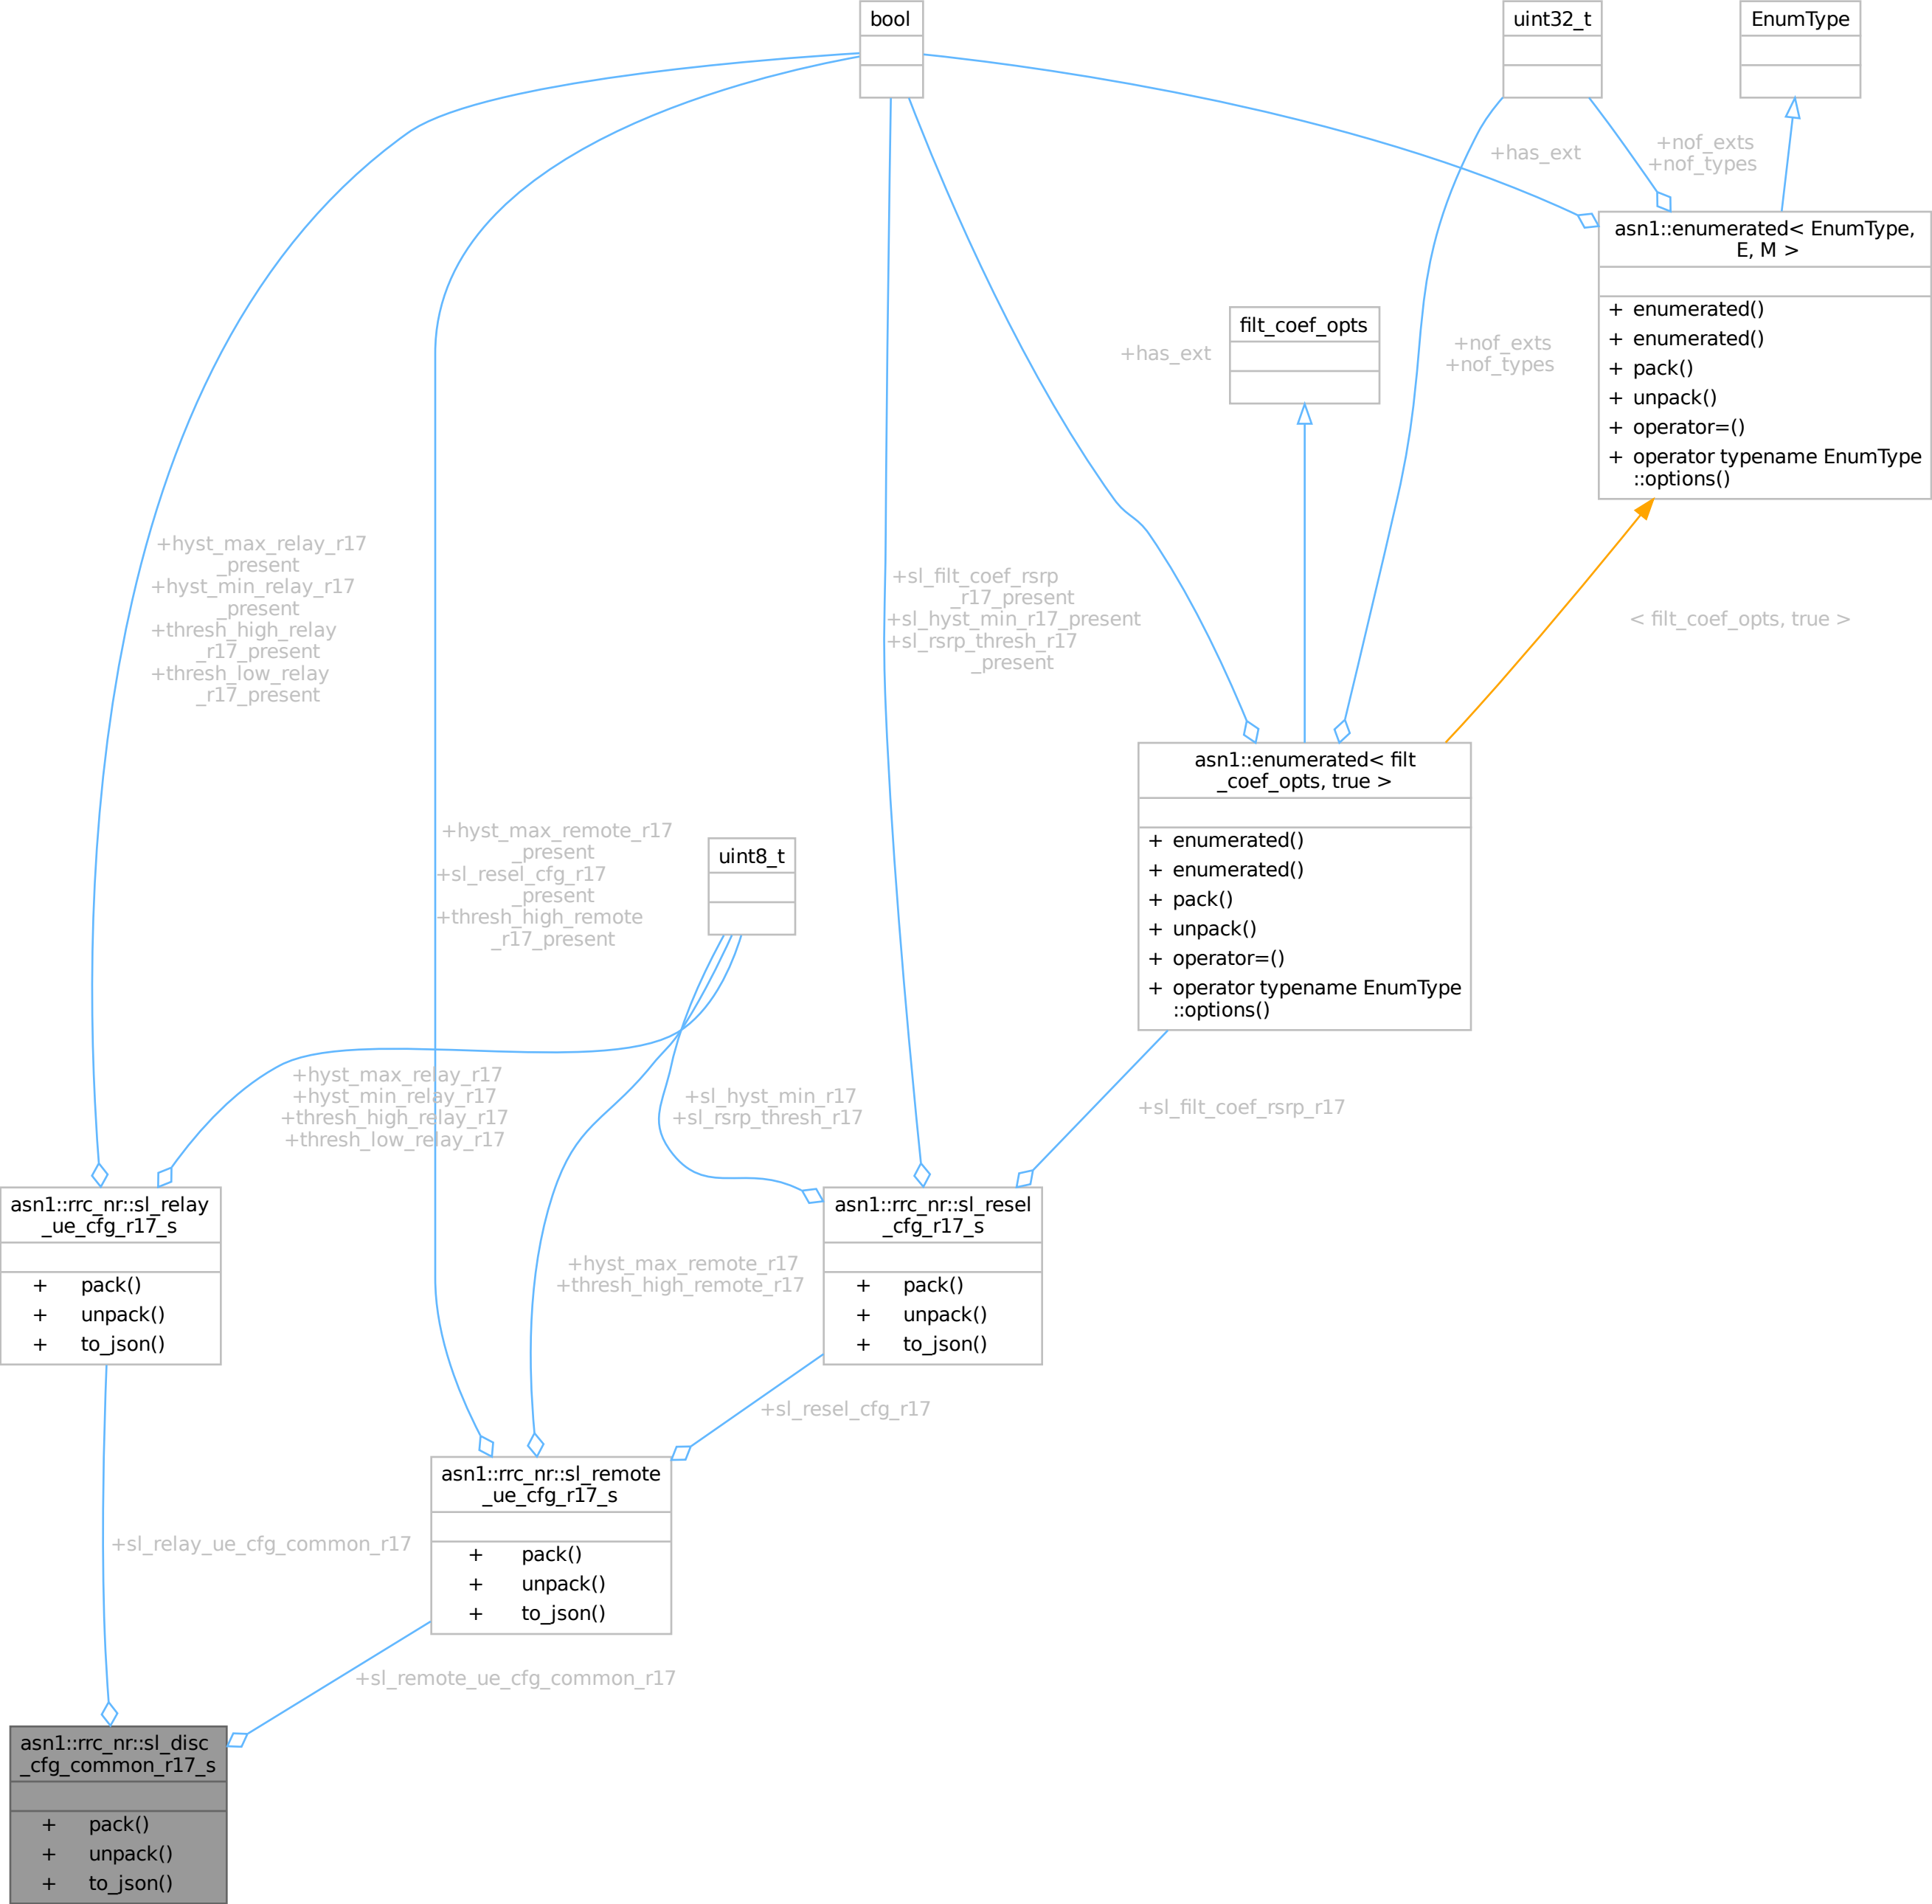 bool
uint32_t
EnumType
+has_ext
+nof_exts
+nof_types
asn1::enumerated< EnumType,
E, M >
+ enumerated()
+ enumerated()
+ pack()
+ unpack()
+ operator=()
+ operator typename EnumType
::options()
filt_coef_opts
+has_ext
+nof_exts
+nof_types
+hyst_max_relay_r17
_present
+hyst_min_relay_r17
_present
+thresh_high_relay
_r17_present
+thresh_low_relay
_r17_present
+sl_filt_coef_rsrp
_r17_present
+sl_hyst_min_r17_present
+sl_rsrp_thresh_r17
_present
< filt_coef_opts, true >
asn1::enumerated< filt
_coef_opts, true >
+ enumerated()
+ enumerated()
+ pack()
+ unpack()
+ operator=()
+ operator typename EnumType
::options()
+hyst_max_remote_r17
_present
+sl_resel_cfg_r17
_present
+thresh_high_remote
_r17_present
uint8_t
+hyst_max_relay_r17
+hyst_min_relay_r17
+thresh_high_relay_r17
+thresh_low_relay_r17
+sl_hyst_min_r17
+sl_rsrp_thresh_r17
+sl_filt_coef_rsrp_r17
asn1::rrc_nr::sl_relay
_ue_cfg_r17_s
+ pack()
+ unpack()
+ to_json()
+hyst_max_remote_r17
+thresh_high_remote_r17
asn1::rrc_nr::sl_resel
_cfg_r17_s
+ pack()
+ unpack()
+ to_json()
+sl_resel_cfg_r17
asn1::rrc_nr::sl_remote
_ue_cfg_r17_s
+ pack()
+ unpack()
+ to_json()
+sl_relay_ue_cfg_common_r17
+sl_remote_ue_cfg_common_r17
asn1::rrc_nr::sl_disc
_cfg_common_r17_s
+ pack()
+ unpack()
+ to_json()